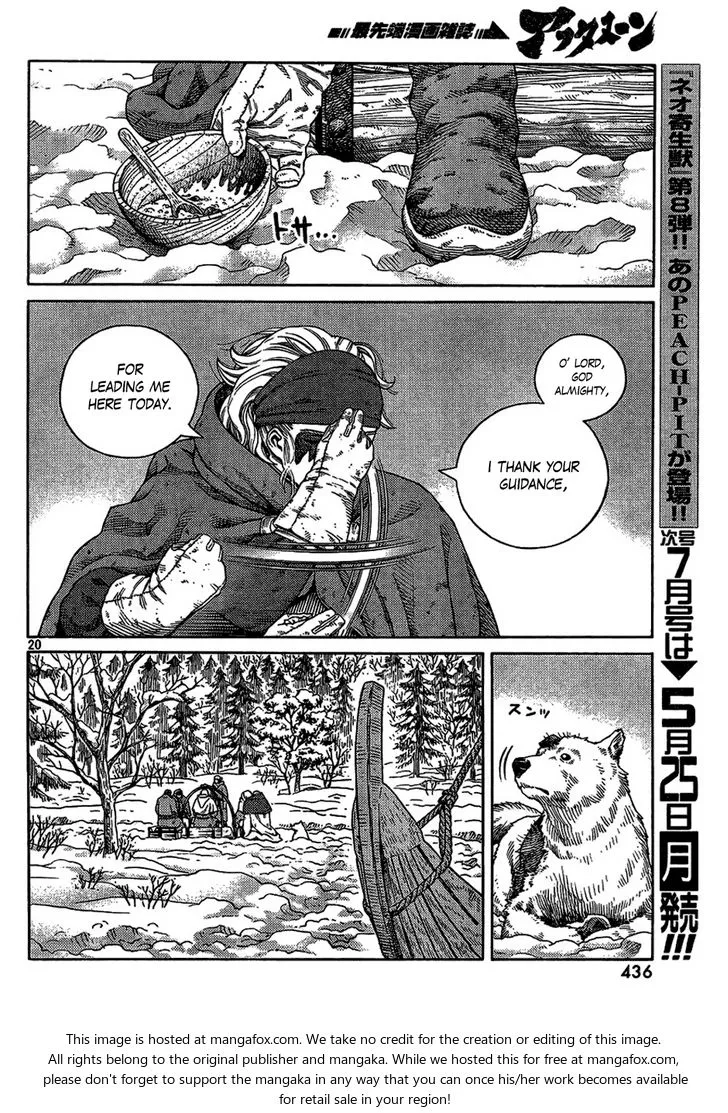 最先端漫画雑誌
アフタヌーン
『ネオ寄生獣』第8弾!! あのPEACH-PITが登場!!
次号7月号は▼5月25日月発売!!!
トサ…
O' LORD,
GOD
ALMIGHTY,
I THANK YOUR
GUIDANCE,
FOR
LEADING ME
HERE TODAY.
20
スンッ
436
This image is hosted at mangafox.com. We take no credit for the creation or editing of this image.
All rights belong to the original publisher and mangaka. While we hosted this for free at mangafox.com,
please don't forget to support the mangaka in any way that you can once his/her work becomes available
for retail sale in your region!